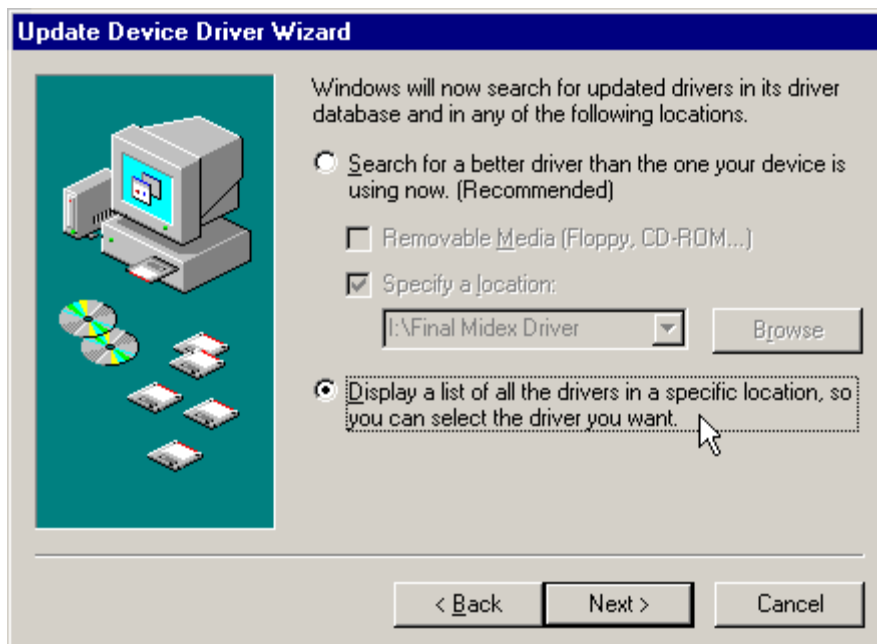 Update Device Driver Wizard
Windows will now search for updated drivers in its driver
database and in any of the following locations.
Search for a better driver than the one your device is
using now. (Recommended)
Removable Media (Floppy, CD-ROM...)
Specify a location:
I:\Final Midex Driver
Browse
Display a list of all the drivers in a specific location, so
you can select the driver you want.
< Back
Next >
Cancel